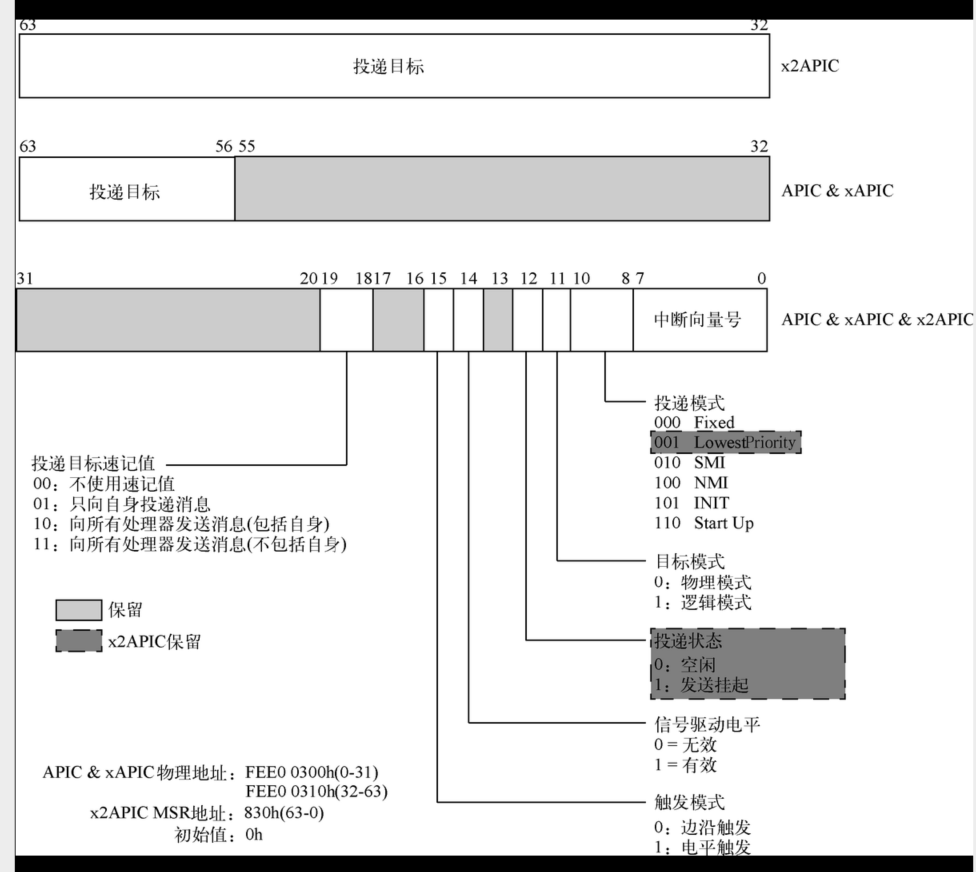 63 32
投递目标 x2APIC
63 56 55 32
投递目标 APIC & xAPIC
31 20 19 18 17 16 15 14 13 12 11 10 8 7 0
中断向量号 APIC & xAPIC & x2APIC
投递模式
000 Fixed
001 LowestPriority
010 SMI
100 NMI
101 INIT
110 Start Up
投递目标速记值
00：不使用速记值
01：只向自身投递消息
10：向所有处理器发送消息(包括自身)
11：向所有处理器发送消息(不包括自身)
目标模式
0：物理模式
1：逻辑模式
保留
x2APIC保留
投递状态
0：空闲
1：发送挂起
信号驱动电平
0 = 无效
1 = 有效
APIC & xAPIC物理地址：FEE0 0300h(0-31)
FEE0 0310h(32-63)
x2APIC MSR地址：830h(63-0)
初始值：0h
触发模式
0：边沿触发
1：电平触发